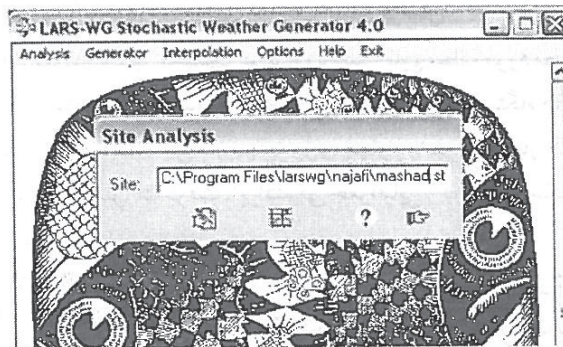 LARS-WG Stochastic Weather Generator 4.0
Analysis Generator Interpolation Options Help Exit
Site Analysis
Site: C:\Program Files\larswg\najafi\mashad st
?